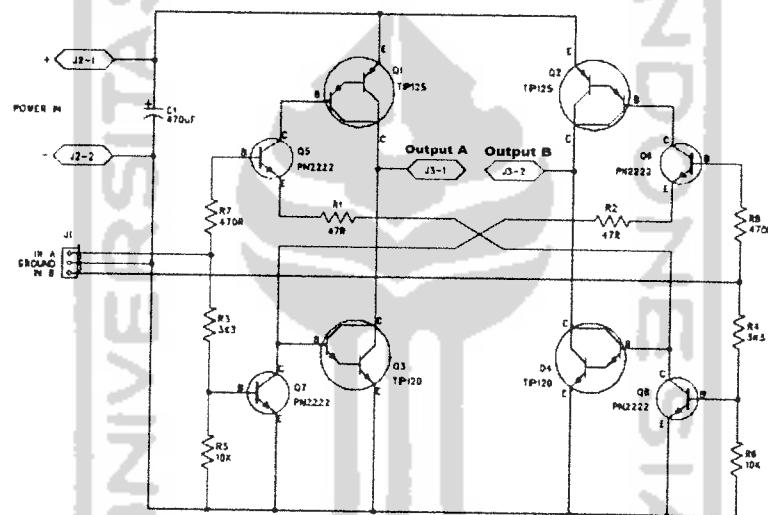 E
E
Q1
TIP125
Q2
TIP125
+
J2-1
POWER IN
C1
470uF
-
J2-2
B
C
B
C
C
C
Output A
Output B
J3-1
J3-2
B
Q5
PN2222
E
Q6
PN2222
B
E
R1
47R
R2
47R
R7
470R
R8
470
J1
IN A
GROUND
IN B
R3
3K3
R4
3K3
C
C
B
Q3
TIP120
E
Q4
TIP120
B
E
C
C
B
Q7
PN2222
E
Q8
PN2222
E
R5
10K
R6
10K
UNIVERSITAS
INDONESIA